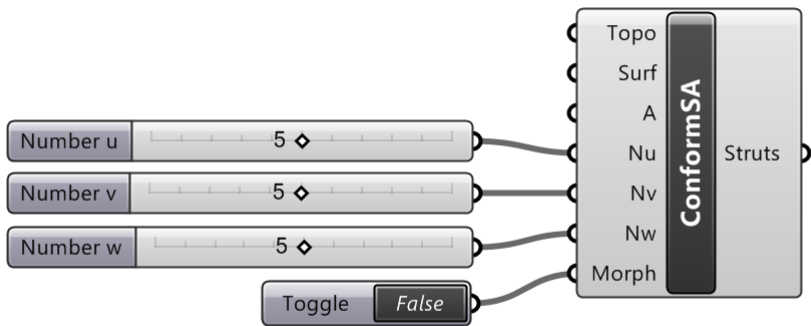 Topo
Surf
A
Number u 5
Nu
Number v 5
Nv
Number w 5
Nw
Toggle False
Morph
ConformSA
Struts